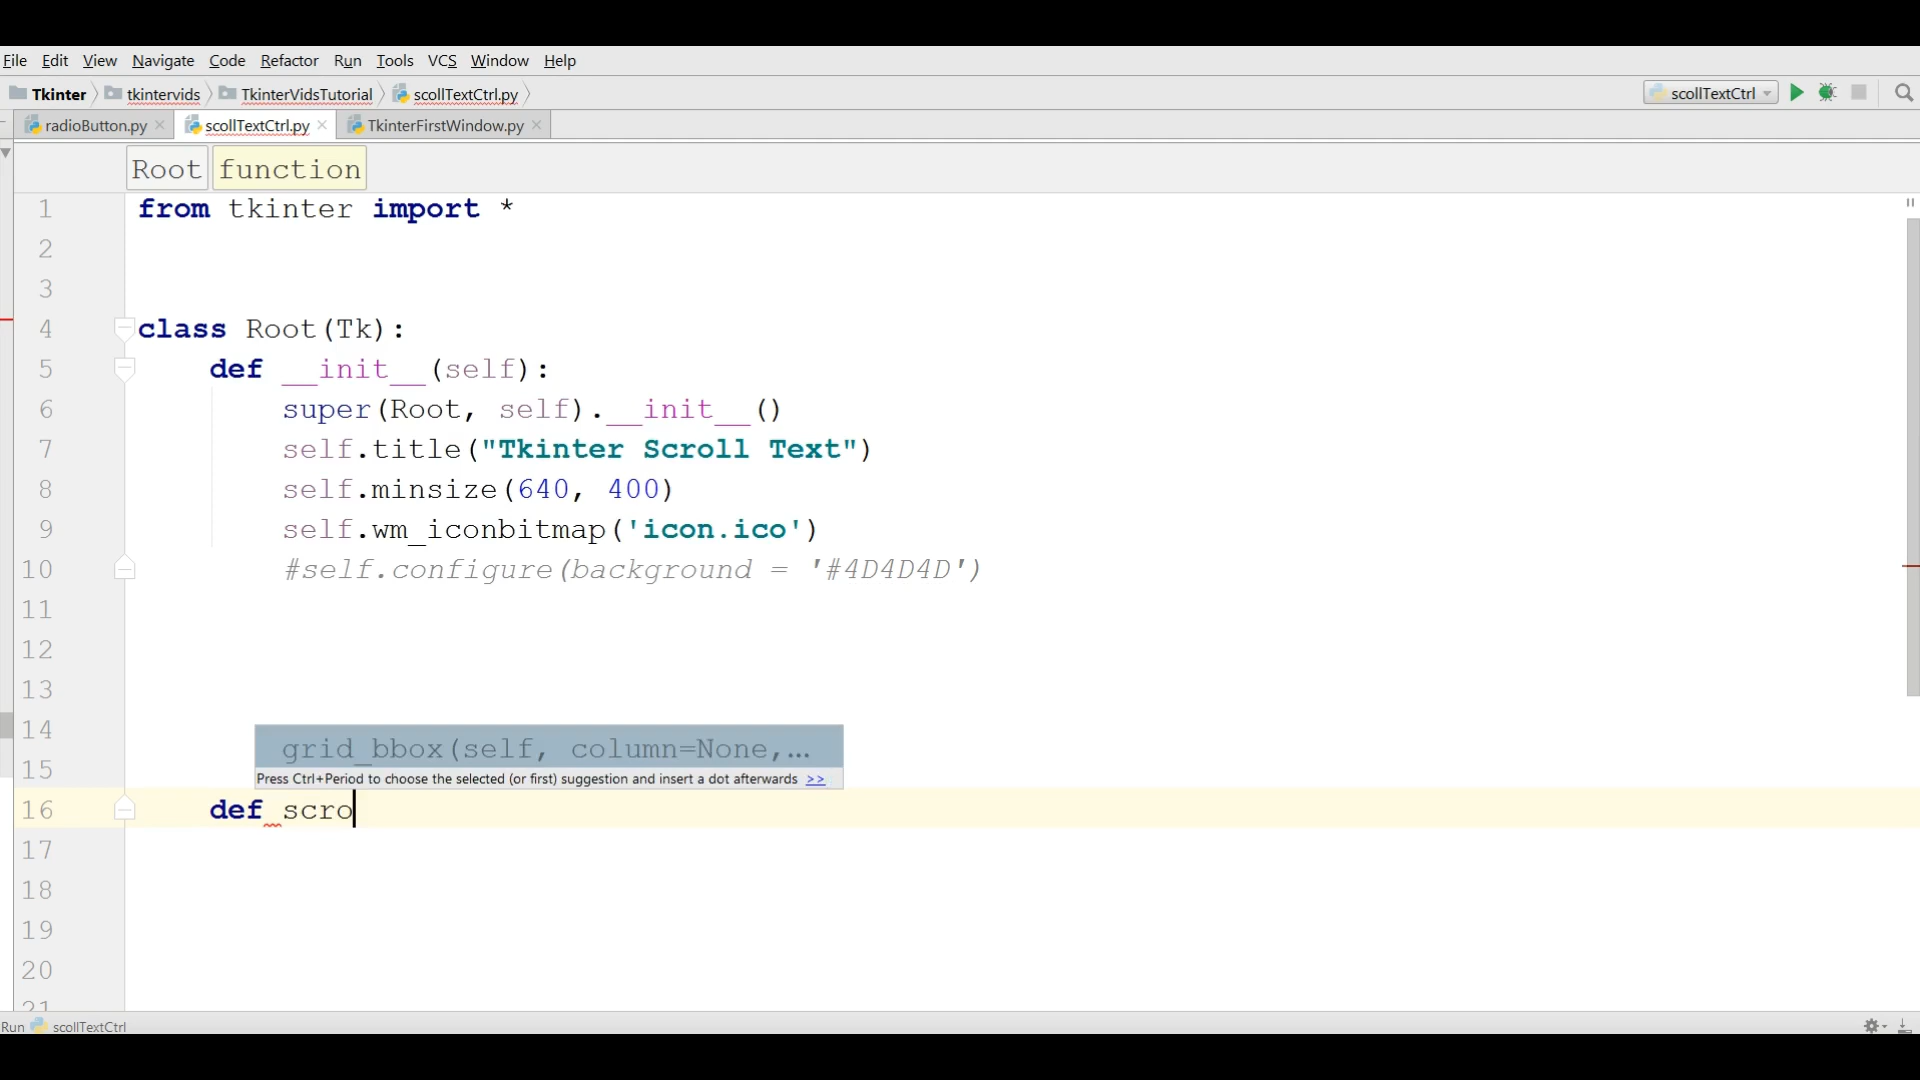 File Edit View Navigate Code Refactor Run Tools VCS Window Help
Tkinter tkintervids TkinterVidsTutorial scollTextCtrl.py scollTextCtrl
radioButton.py scollTextCtrl.py TkinterFirstWindow.py
Root function
1 from tkinter import *
2
3
4 class Root(Tk):
5 def __init__(self):
6 super(Root, self).__init__()
7 self.title("Tkinter Scroll Text")
8 self.minsize(640, 400)
9 self.wm_iconbitmap('icon.ico')
10 #self.configure(background = '#4D4D4D')
11
12
13
14
grid_bbox(self, column=None,...
15
Press Ctrl+Period to choose the selected (or first) suggestion and insert a dot afterwards >>
16 def scro
17
18
19
20
21
Run scollTextCtrl